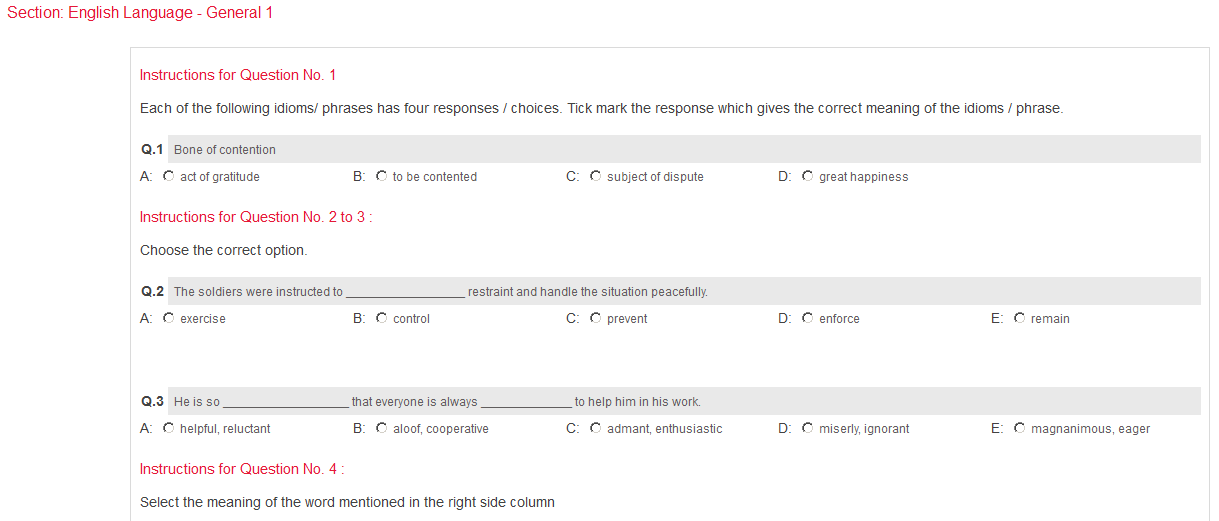 Section: English Language - General 1
Instructions for Question No. 1
Each of the following idioms/ phrases has four responses / choices. Tick mark the response which gives the correct meaning of the idioms / phrase.
Q.1 Bone of contention
A: act of gratitude B: to be contented C: subject of dispute D: great happiness
Instructions for Question No. 2 to 3 :
Choose the correct option.
Q.2 The soldiers were instructed to _________________ restraint and handle the situation peacefully.
A: exercise B: control C: prevent D: enforce E: remain
Q.3 He is so __________________ that everyone is always _____________ to help him in his work.
A: helpful, reluctant B: aloof, cooperative C: admant, enthusiastic D: miserly, ignorant E: magnanimous, eager
Instructions for Question No. 4 :
Select the meaning of the word mentioned in the right side column